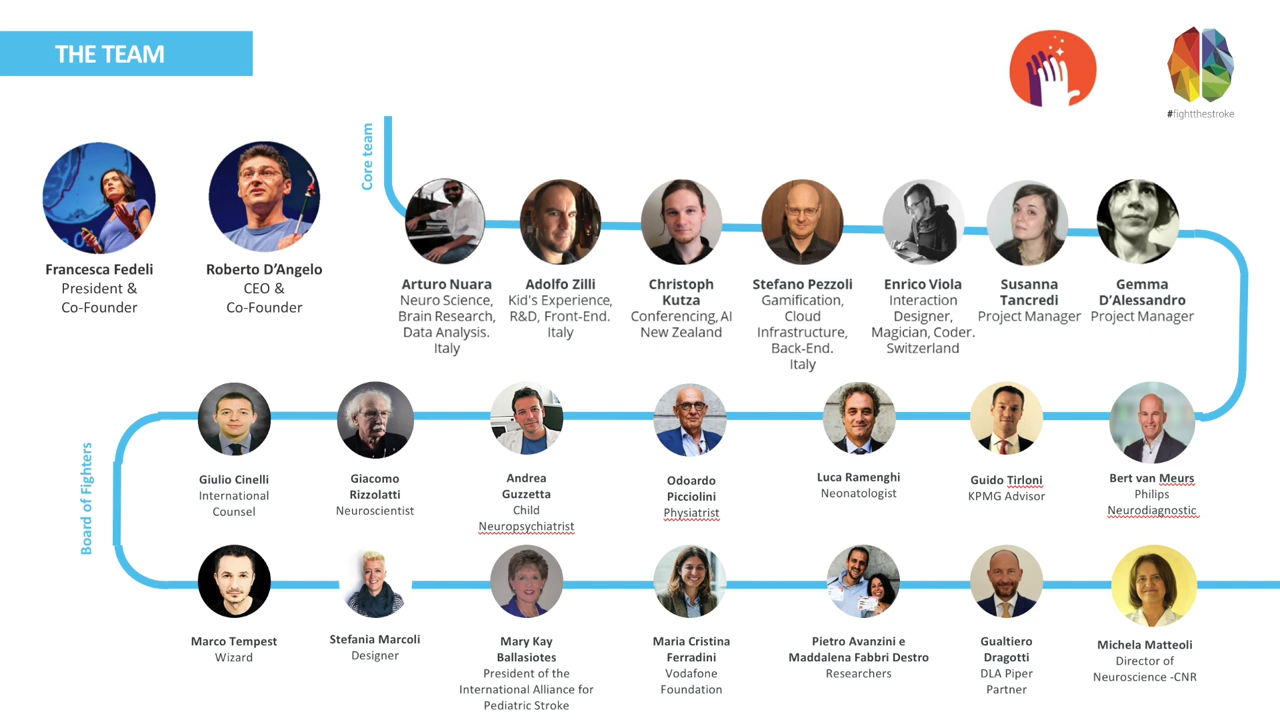 THE TEAM
#fightthestroke
Core team
Francesca Fedeli
President &
Co-Founder
Roberto D'Angelo
CEO &
Co-Founder
Arturo Nuara
Neuro Science,
Brain Research,
Data Analysis.
Italy
Adolfo Zilli
Kid's Experience,
R&D, Front-End.
Italy
Christoph
Kutza
Conferencing, AI
New Zealand
Stefano Pezzoli
Gamification,
Cloud
Infrastructure,
Back-End.
Italy
Enrico Viola
Interaction
Designer,
Magician, Coder.
Switzerland
Susanna
Tancredi
Project Manager
Gemma
D'Alessandro
Project Manager
Board of Fighters
Giulio Cinelli
International
Counsel
Giacomo
Rizzolatti
Neuroscientist
Andrea
Guzzetta
Child
Neuropsychiatrist
Odoardo
Picciolini
Physiatrist
Luca Ramenghi
Neonatologist
Guido Tirloni
KPMG Advisor
Bert van Meurs
Philips
Neurodiagnostic
Marco Tempest
Wizard
Stefania Marcoli
Designer
Mary Kay
Ballasiotes
President of the
International Alliance for
Pediatric Stroke
Maria Cristina
Ferradini
Vodafone
Foundation
Pietro Avanzini e
Maddalena Fabbri Destro
Researchers
Gualtiero
Dragotti
DLA Piper
Partner
Michela Matteoli
Director of
Neuroscience -CNR